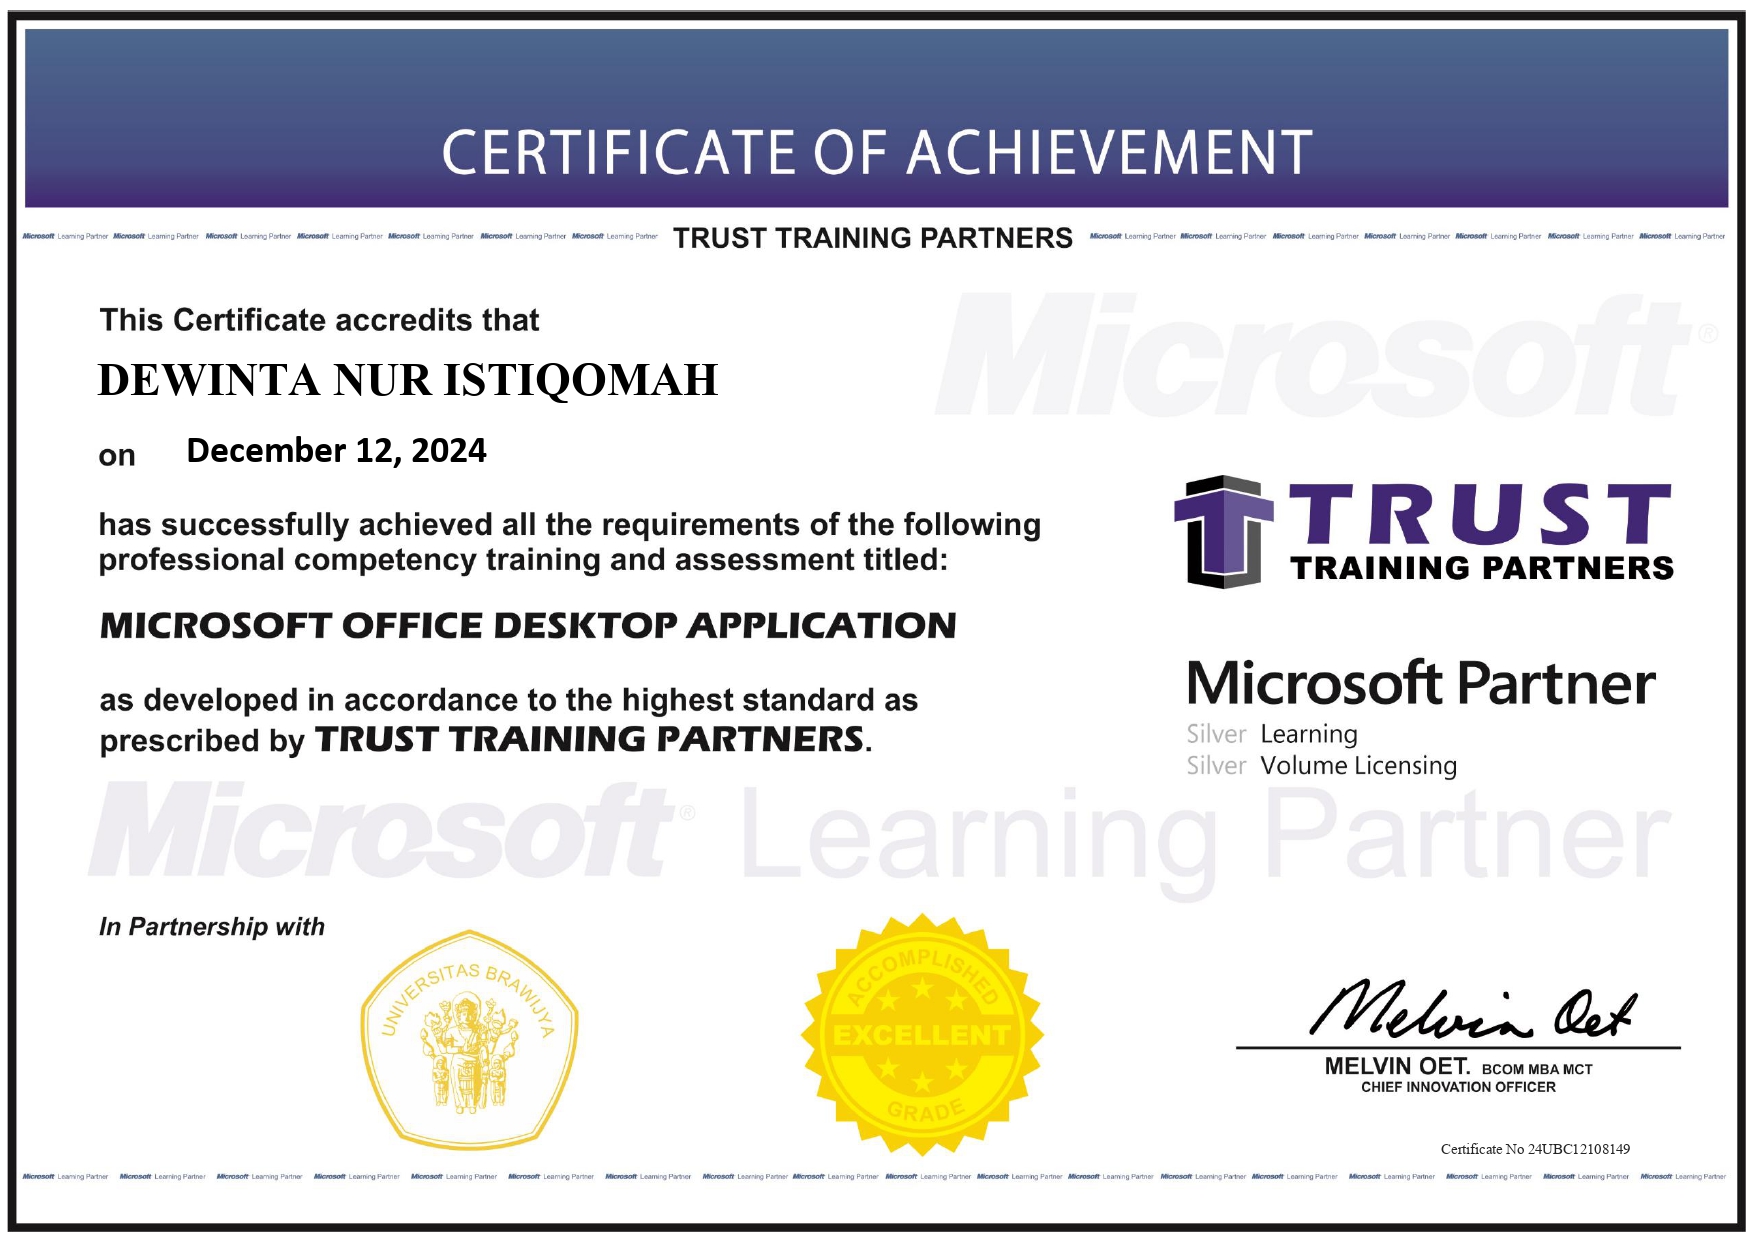 CERTIFICATE OF ACHIEVEMENT
Microsoft Learning Partner Microsoft Learning Partner Microsoft Learning Partner Microsoft Learning Partner Microsoft Learning Partner Microsoft Learning Partner Microsoft Learning Partner TRUST TRAINING PARTNERS Microsoft Learning Partner Microsoft Learning Partner Microsoft Learning Partner Microsoft Learning Partner Microsoft Learning Partner Microsoft Learning Partner Microsoft Learning Partner
This Certificate accredits that
Microsoft®
DEWINTA NUR ISTIQOMAH
on December 12, 2024
has successfully achieved all the requirements of the following
professional competency training and assessment titled:
TRUST
TRAINING PARTNERS
MICROSOFT OFFICE DESKTOP APPLICATION
as developed in accordance to the highest standard as
prescribed by TRUST TRAINING PARTNERS.
Microsoft Partner
Silver Learning
Silver Volume Licensing
Microsoft® Learning Partner
In Partnership with
UNIVERSITAS BRAWIJYA
ACCOMPLISHED
EXCELLENT
GRADE
Melvin Oet
MELVIN OET. BCOM MBA MCT
CHIEF INNOVATION OFFICER
Certificate No 24UBC12108149
Microsoft Learning Partner Microsoft Learning Partner Microsoft Learning Partner Microsoft Learning Partner Microsoft Learning Partner Microsoft Learning Partner Microsoft Learning Partner Microsoft Learning Partner Microsoft Learning Partner Microsoft Learning Partner Microsoft Learning Partner Microsoft Learning Partner Microsoft Learning Partner Microsoft Learning Partner Microsoft Learning Partner Microsoft Learning Partner Microsoft Learning Partner Microsoft Learning Partner